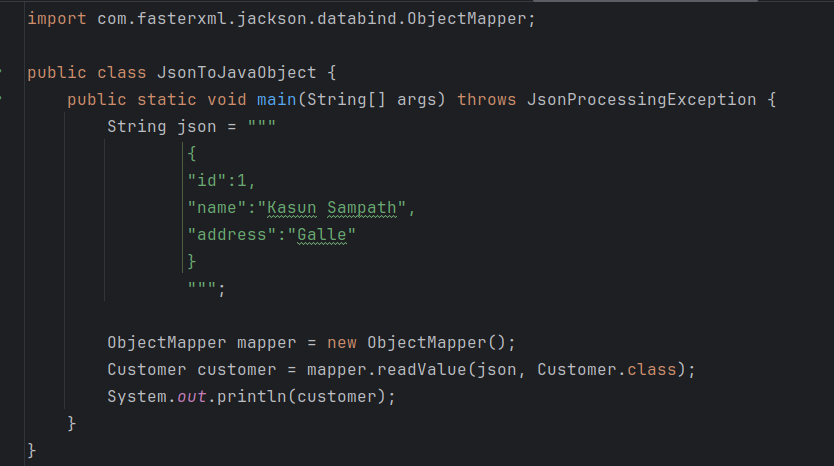 import com.fasterxml.jackson.databind.ObjectMapper;
public class JsonToJavaObject {
public static void main(String[] args) throws JsonProcessingException {
String json = """
{
"id":1,
"name":"Kasun Sampath",
"address":"Galle"
}
""";
ObjectMapper mapper = new ObjectMapper();
Customer customer = mapper.readValue(json, Customer.class);
System.out.println(customer);
}
}